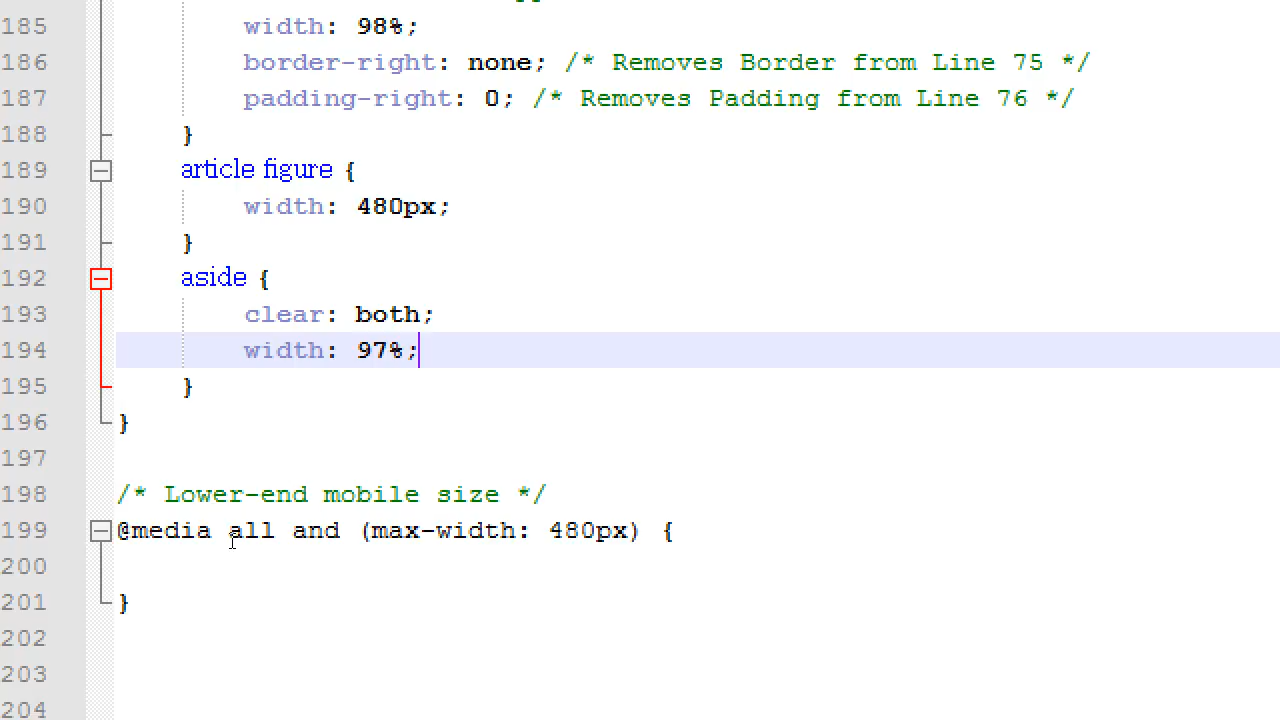 185 width: 98%;
186 border-right: none; /* Removes Border from Line 75 */
187 padding-right: 0; /* Removes Padding from Line 76 */
188 }
189 article figure {
190 width: 480px;
191 }
192 aside {
193 clear: both;
194 width: 97%;
195 }
196 }
197
198 /* Lower-end mobile size */
199 @media all and (max-width: 480px) {
200
201 }
202
203
204